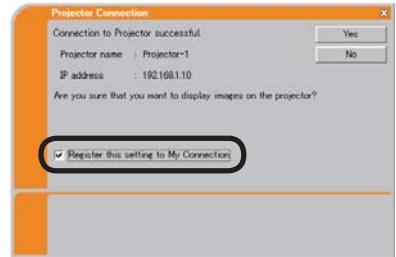 Projector Connection
x
Connection to Projector successful.
Yes
Projector name : Projector-1
No
IP address : 192.168.1.10
Are you sure that you want to display images on the projector?
Register this setting to My Connection